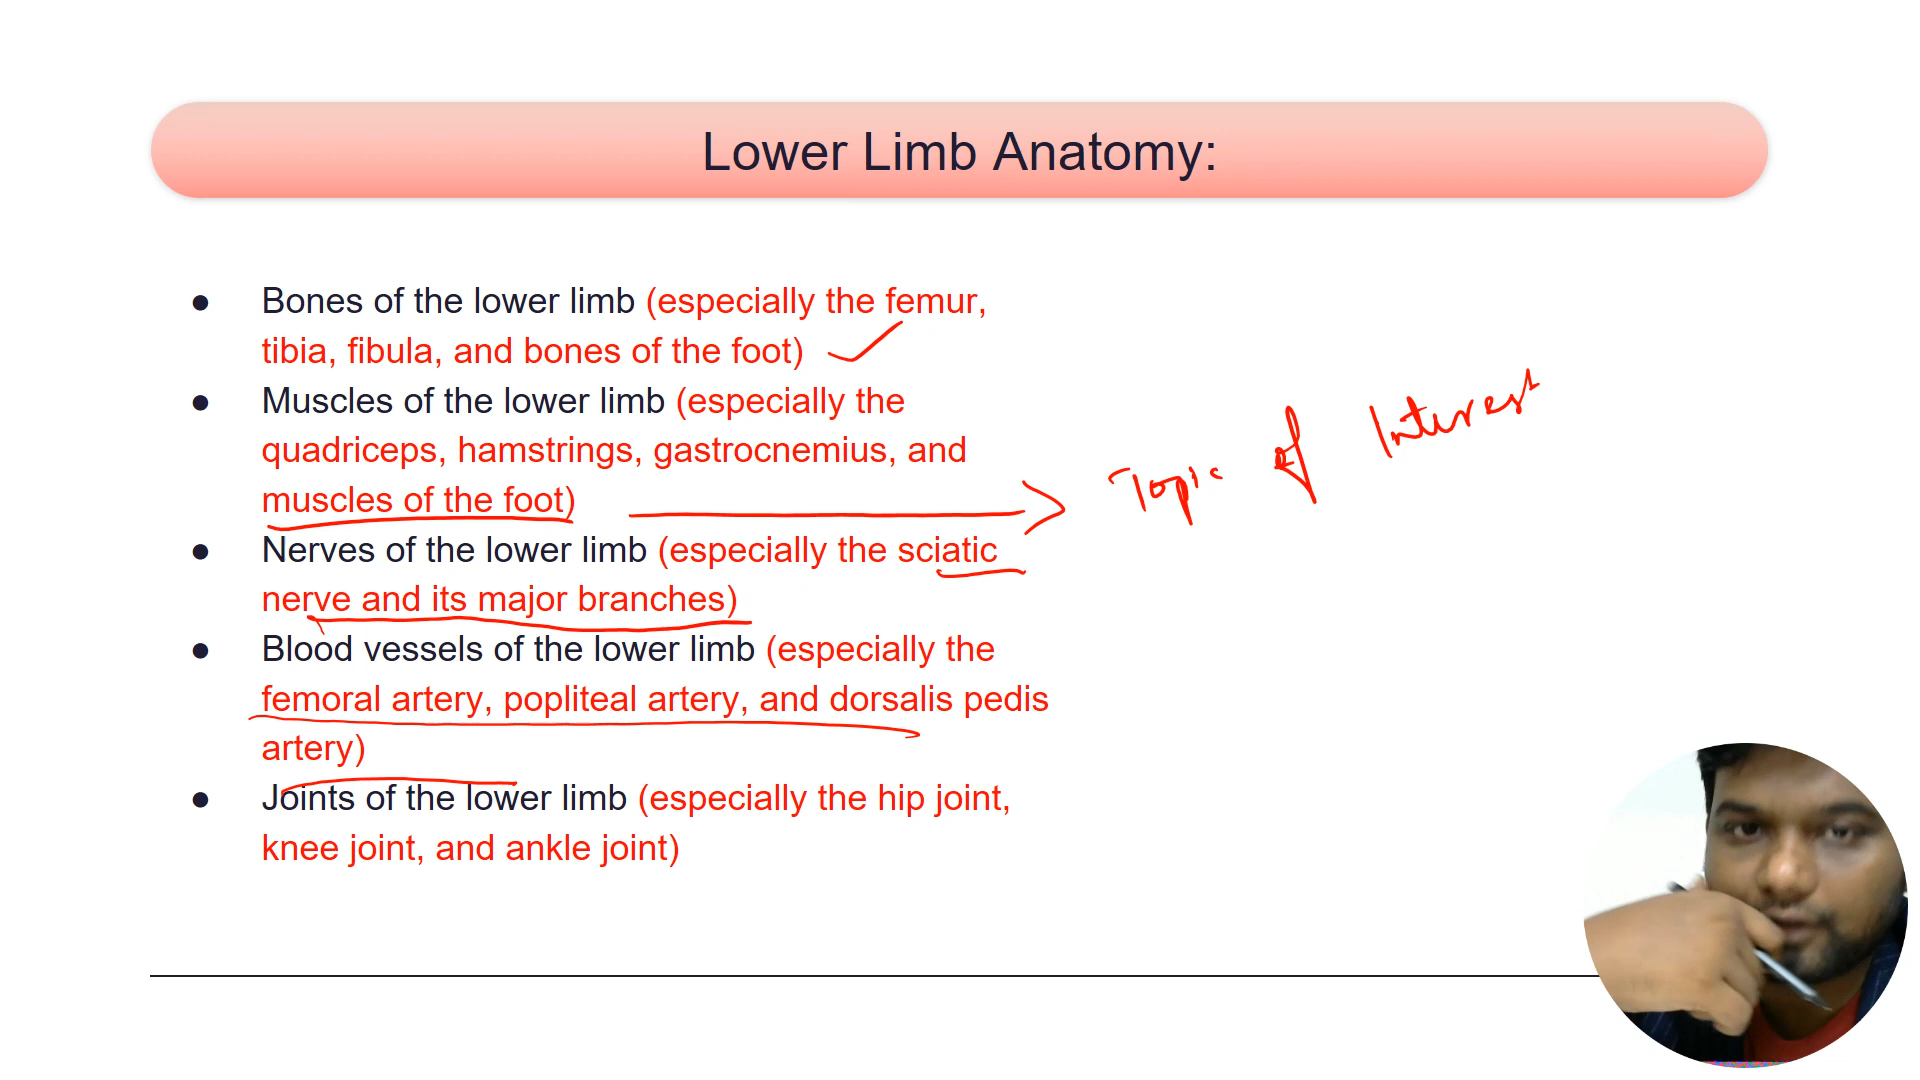 Lower Limb Anatomy:
● Bones of the lower limb (especially the femur,
tibia, fibula, and bones of the foot)
● Muscles of the lower limb (especially the
quadriceps, hamstrings, gastrocnemius, and
muscles of the foot)
Topic of Interest
● Nerves of the lower limb (especially the sciatic
nerve and its major branches)
● Blood vessels of the lower limb (especially the
femoral artery, popliteal artery, and dorsalis pedis
artery)
● Joints of the lower limb (especially the hip joint,
knee joint, and ankle joint)